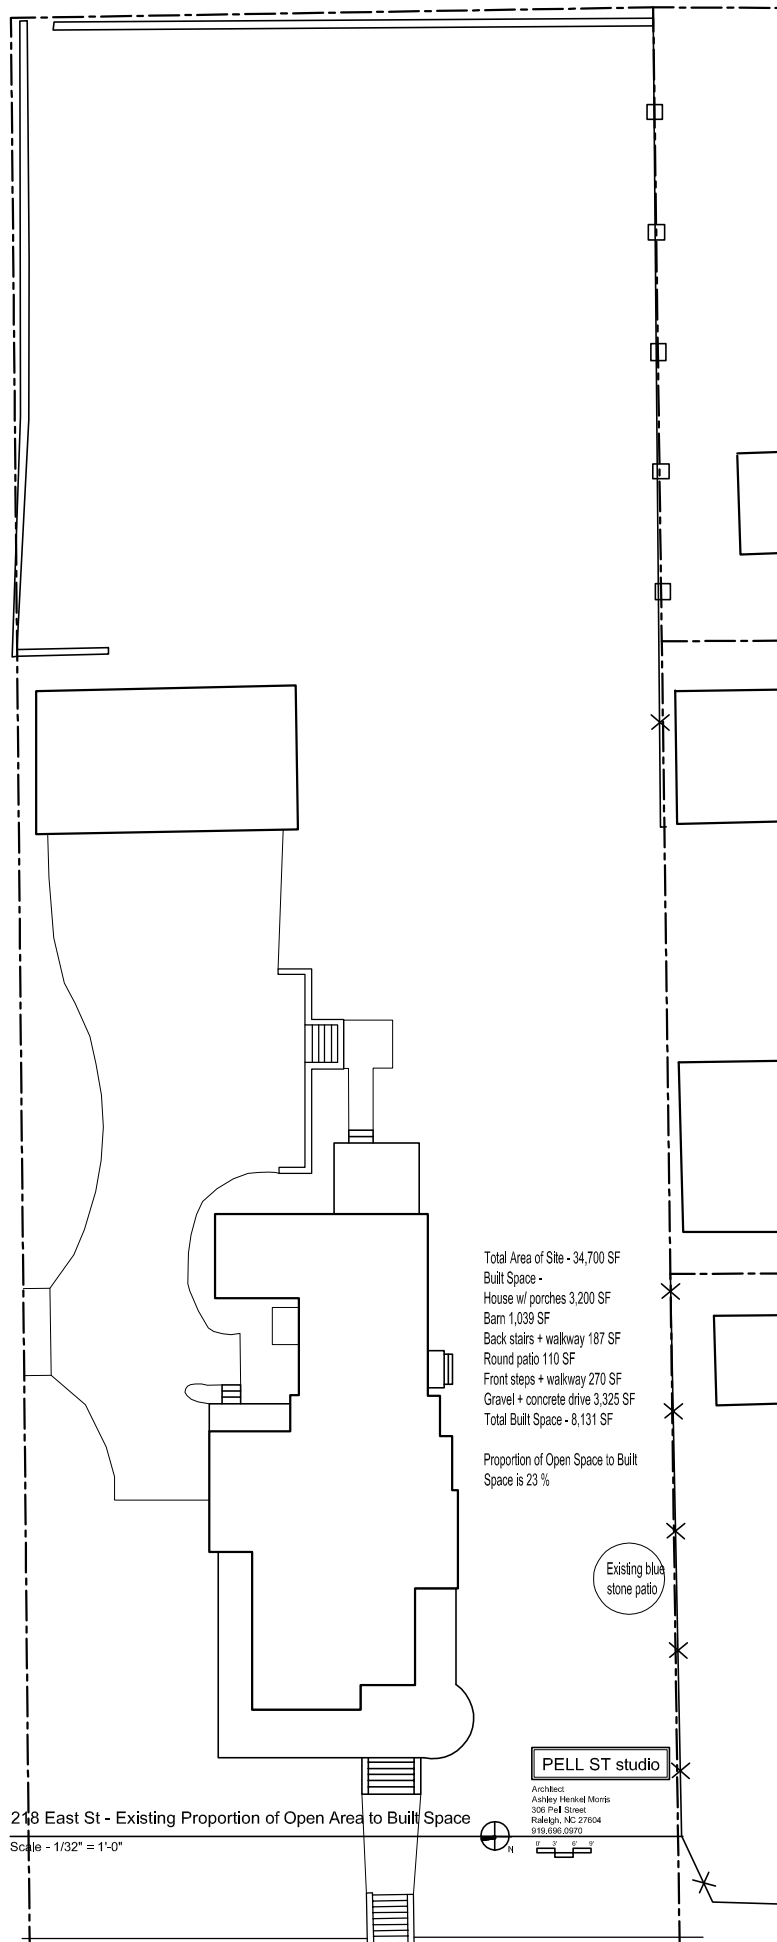 Total Area of Site - 34,700 SF
Built Space -
House w/ porches 3,200 SF
Barn 1,039 SF
Back stairs + walkway 187 SF
Round patio 110 SF
Front steps + walkway 270 SF
Gravel + concrete drive 3,325 SF
Total Built Space - 8,131 SF
Proportion of Open Space to Built
Space is 23 %
Existing blue
stone patio
PELL ST studio
Architect
Ashley Henkel Morris
306 Pell Street
Raleigh, NC 27604
919.696.0970
0' 3' 6' 9'
N
218 East St - Existing Proportion of Open Area to Built Space
Scale - 1/32" = 1'-0"